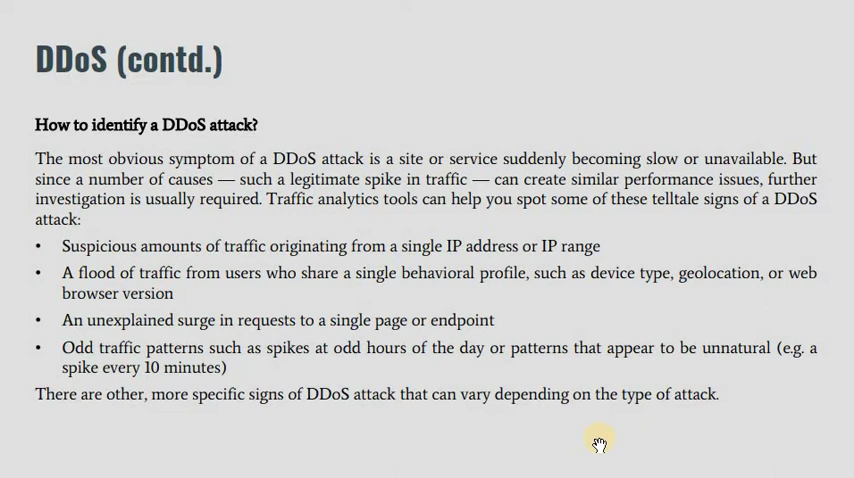 DDoS (contd.)
How to identify a DDoS attack?
The most obvious symptom of a DDoS attack is a site or service suddenly becoming slow or unavailable. But
since a number of causes — such a legitimate spike in traffic — can create similar performance issues, further
investigation is usually required. Traffic analytics tools can help you spot some of these telltale signs of a DDoS
attack:
• Suspicious amounts of traffic originating from a single IP address or IP range
• A flood of traffic from users who share a single behavioral profile, such as device type, geolocation, or web
browser version
• An unexplained surge in requests to a single page or endpoint
• Odd traffic patterns such as spikes at odd hours of the day or patterns that appear to be unnatural (e.g. a
spike every 10 minutes)
There are other, more specific signs of DDoS attack that can vary depending on the type of attack.